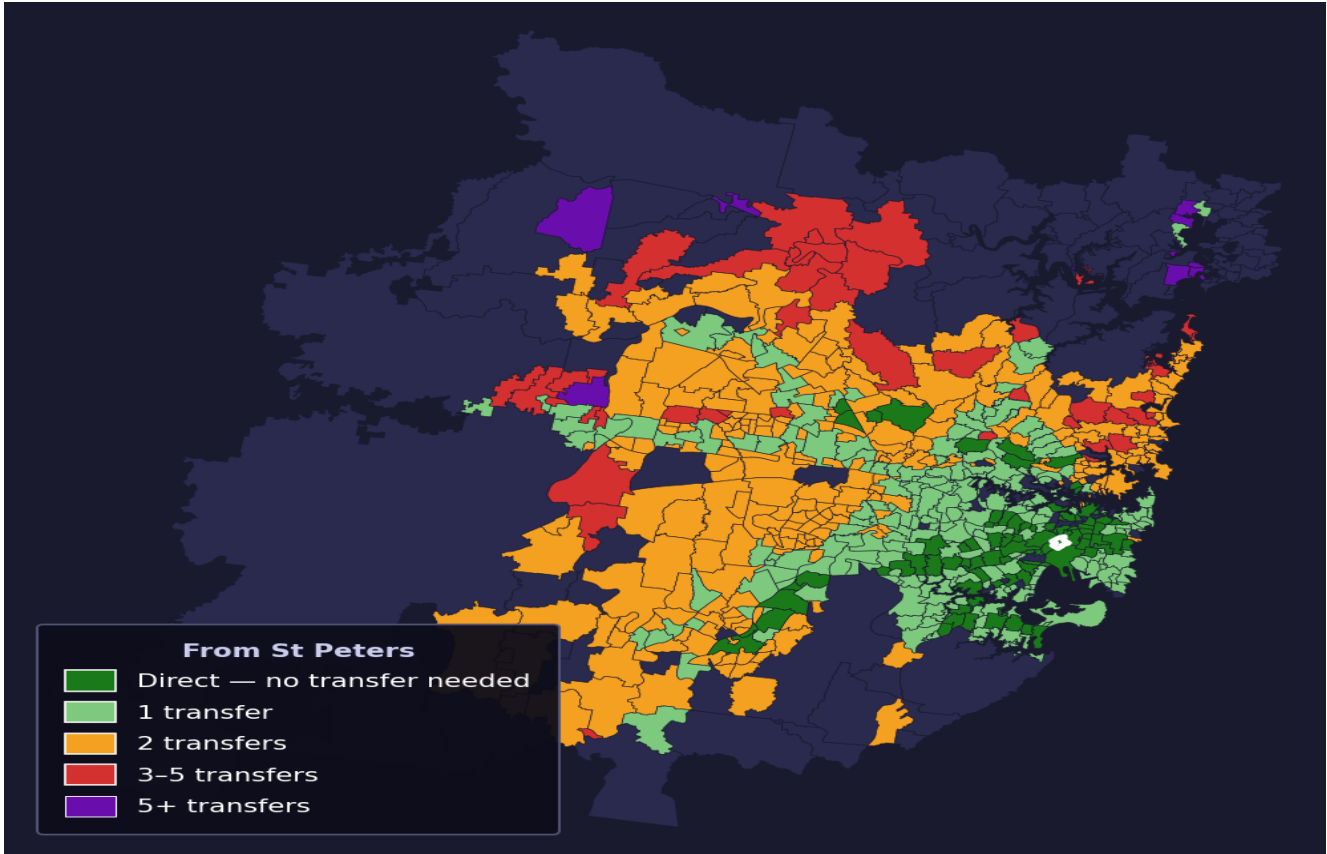 From St Peters
Direct — no transfer needed
1 transfer
2 transfers
3–5 transfers
5+ transfers